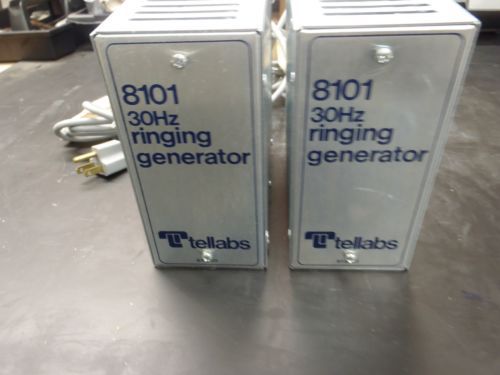 8101
30Hz
ringing
generator
tellabs
8101
30Hz
ringing
generator
tellabs